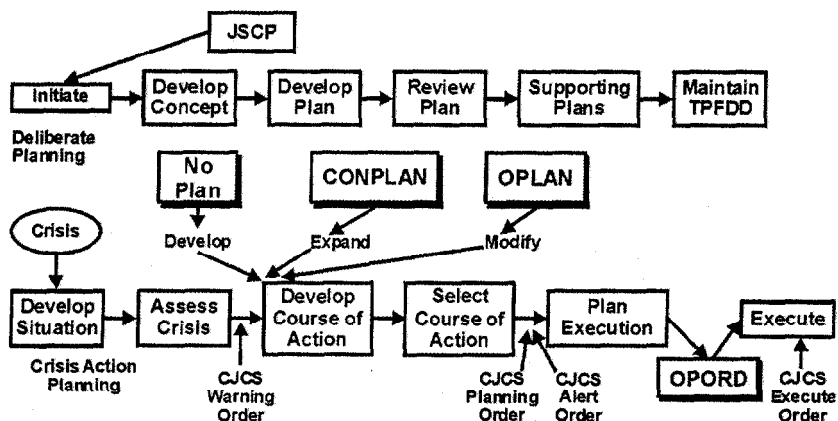 JSCP
Initiate
Develop
Concept
Develop
Plan
Review
Plan
Supporting
Plans
Maintain
TPFDD
Deliberate
Planning
No
Plan
CONPLAN
OPLAN
Develop
Expand
Modify
Crisis
Develop
Situation
Assess
Crisis
Develop
Course of
Action
Select
Course of
Action
Plan
Execution
Execute
OPORD
Crisis Action
Planning
CJCS
Warning
Order
CJCS
Planning
Order
CJCS
Alert
Order
CJCS
Execute
Order